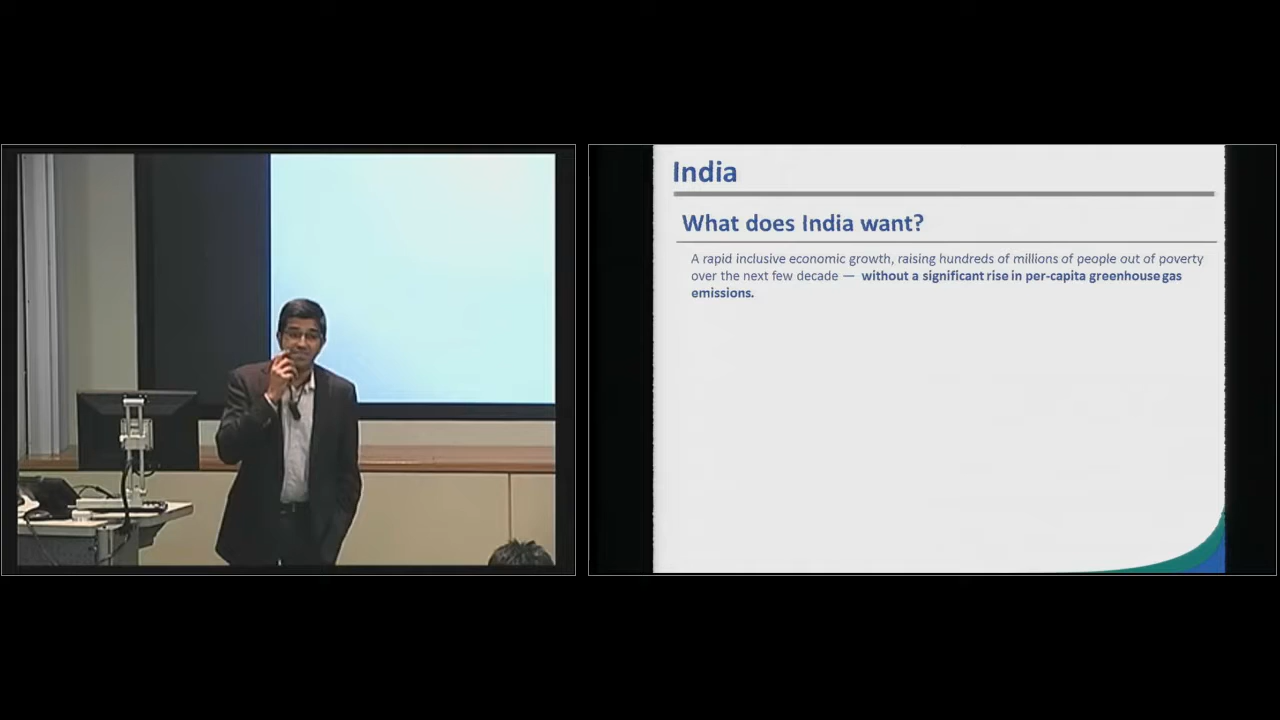 India
What does India want?
A rapid inclusive economic growth, raising hundreds of millions of people out of poverty
over the next few decade — without a significant rise in per-capita greenhouse gas
emissions.